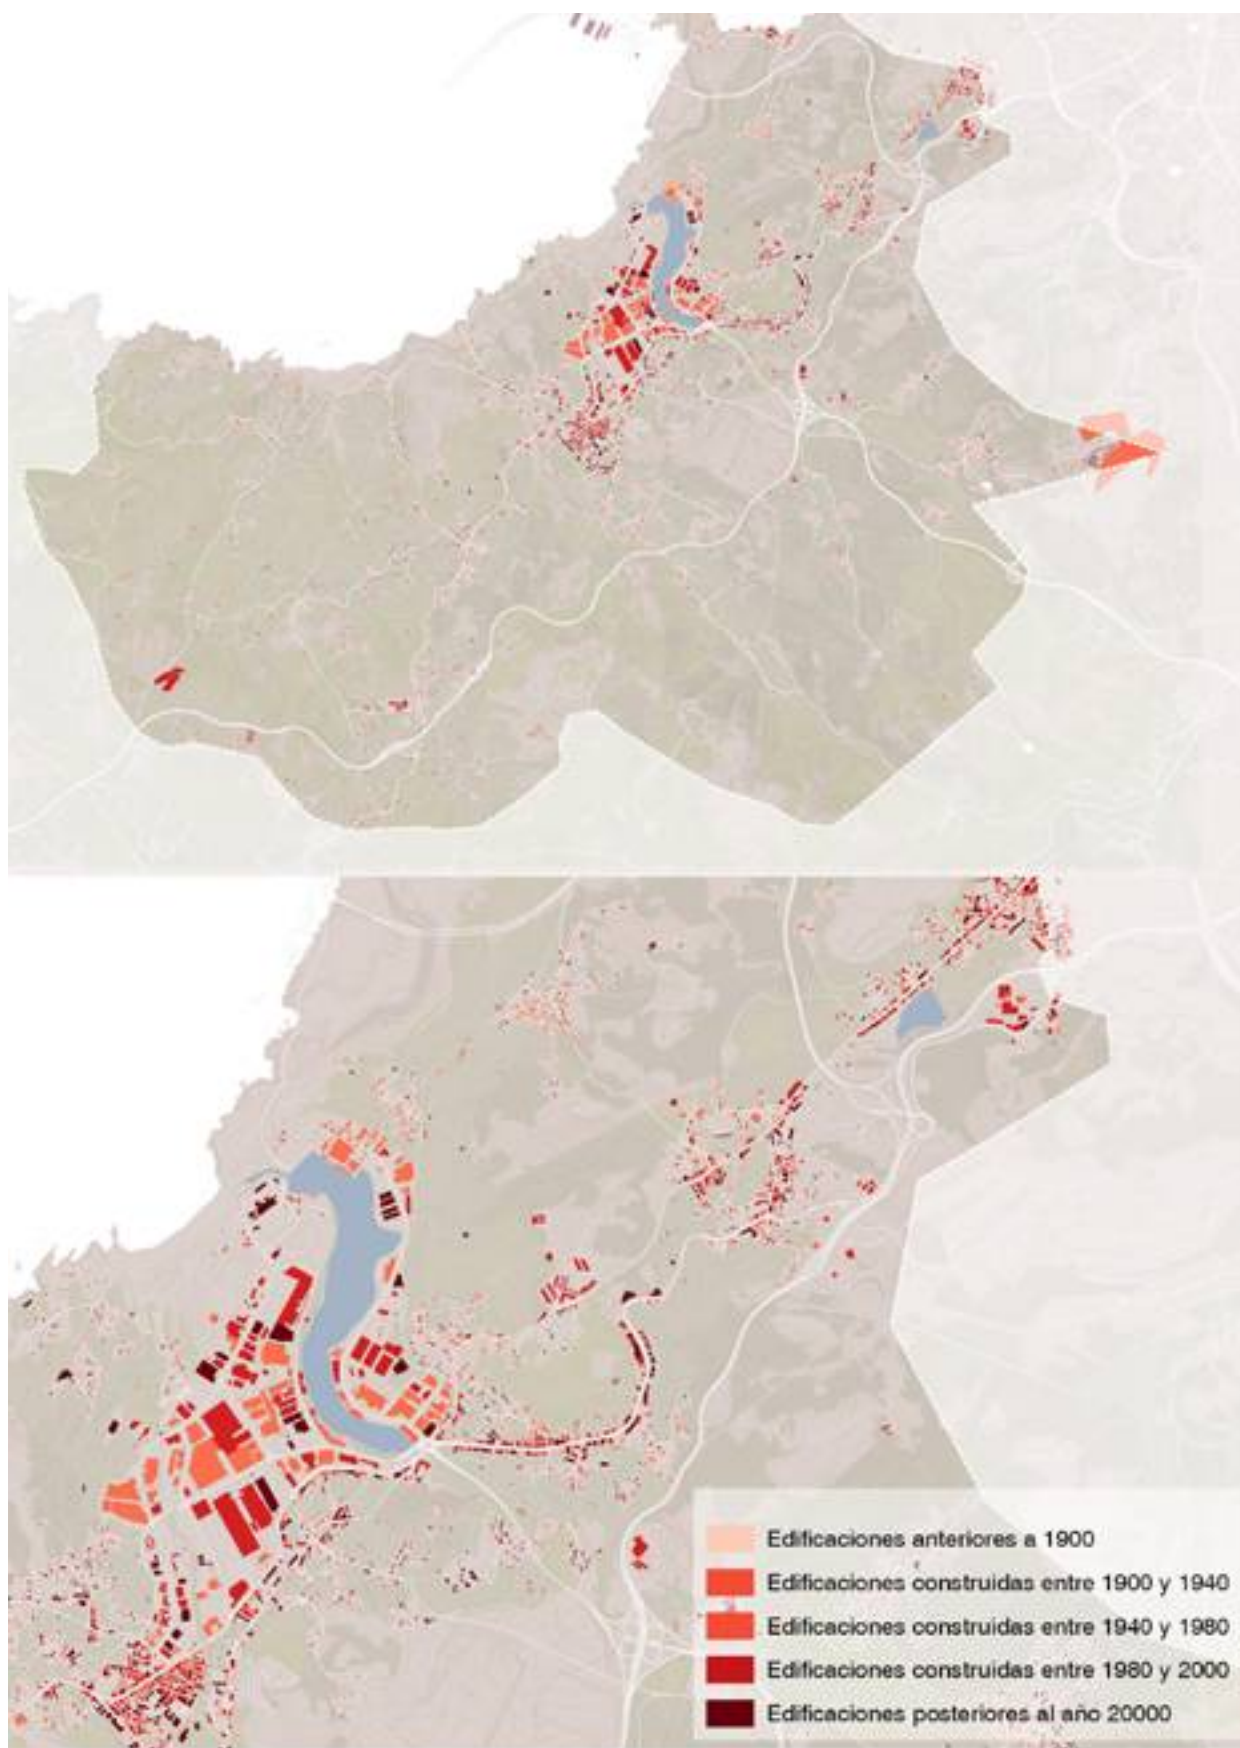 Edificaciones anteriores a 1900
Edificaciones construidas entre 1900 y 1940
Edificaciones construidas entre 1940 y 1980
Edificaciones construidas entre 1980 y 2000
Edificaciones posteriores al año 20000